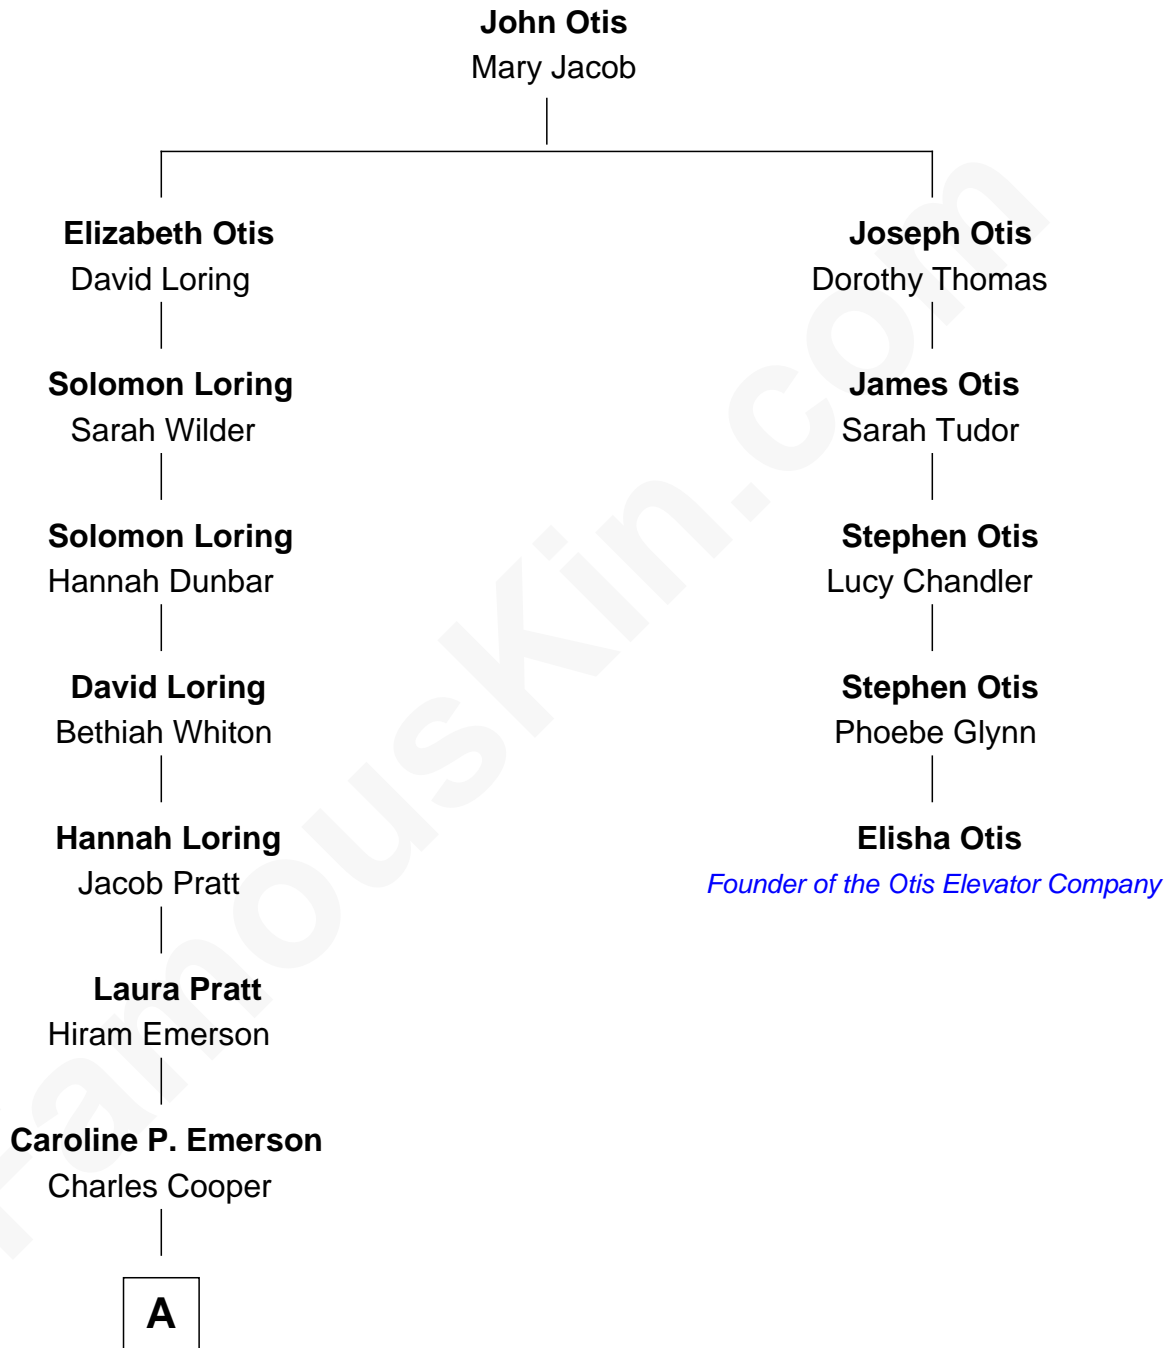 John Otis
Mary Jacob
Elizabeth Otis
David Loring
Joseph Otis
Dorothy Thomas
Solomon Loring
Sarah Wilder
James Otis
Sarah Tudor
Solomon Loring
Hannah Dunbar
Stephen Otis
Lucy Chandler
David Loring
Bethiah Whiton
Stephen Otis
Phoebe Glynn
Hannah Loring
Jacob Pratt
Elisha Otis
Founder of the Otis Elevator Company
Laura Pratt
Hiram Emerson
Caroline P. Emerson
Charles Cooper
A
FamousKin.com